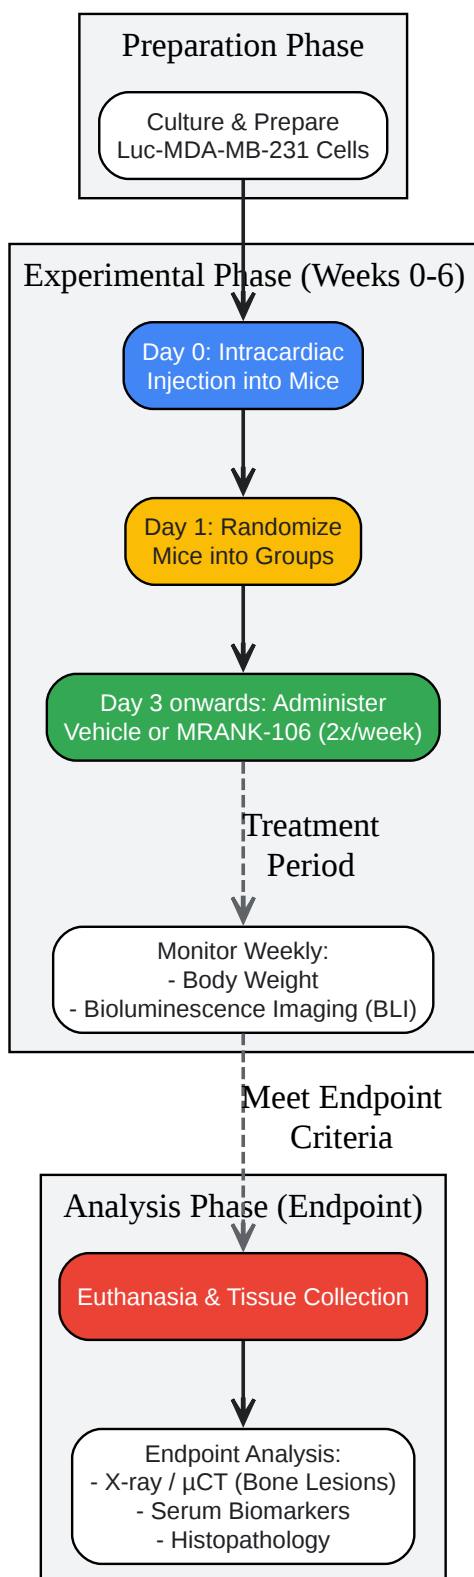 Preparation Phase
Culture & Prepare
Luc-MDA-MB-231 Cells
Experimental Phase (Weeks 0-6)
Day 0: Intracardiac
Injection into Mice
Day 1: Randomize
Mice into Groups
Day 3 onwards: Administer
Vehicle or MRANK-106 (2x/week)
Treatment
Period
Monitor Weekly:
- Body Weight
- Bioluminescence Imaging (BLI)
Meet Endpoint
Criteria
Analysis Phase (Endpoint)
Euthanasia & Tissue Collection
Endpoint Analysis:
- X-ray / µCT (Bone Lesions)
- Serum Biomarkers
- Histopathology